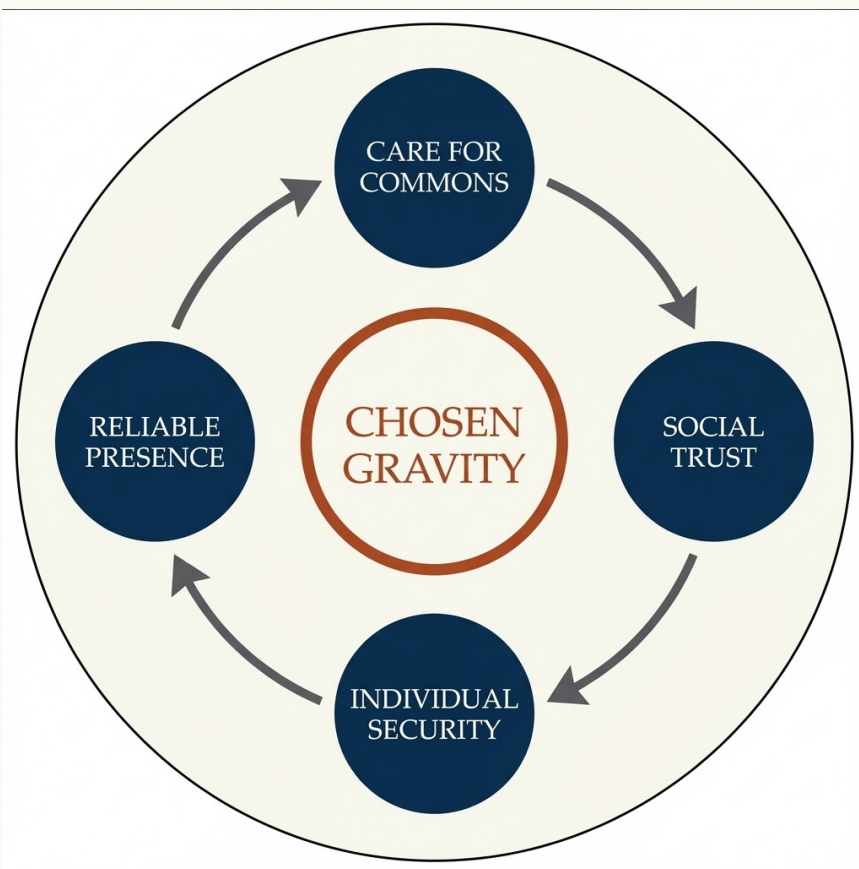 CARE FOR
COMMONS
CHOSEN
GRAVITY
RELIABLE
PRESENCE
SOCIAL
TRUST
INDIVIDUAL
SECURITY